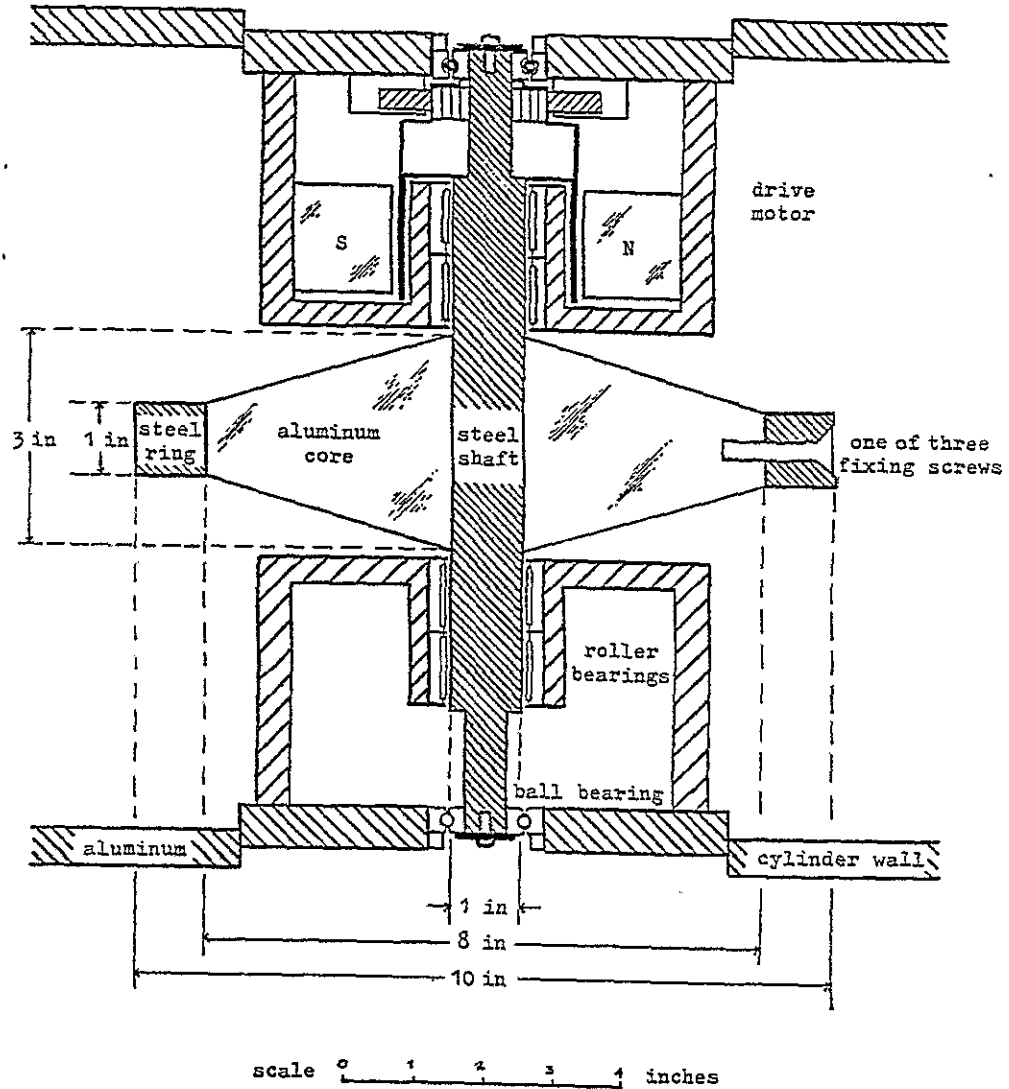 drive
motor
S
N
3 in
1 in
steel
ring
aluminum
core
steel
shaft
one of three
fixing screws
roller
bearings
ball bearing
aluminum
cylinder wall
1 in
8 in
10 in
scale 0 1 2 3 4 inches